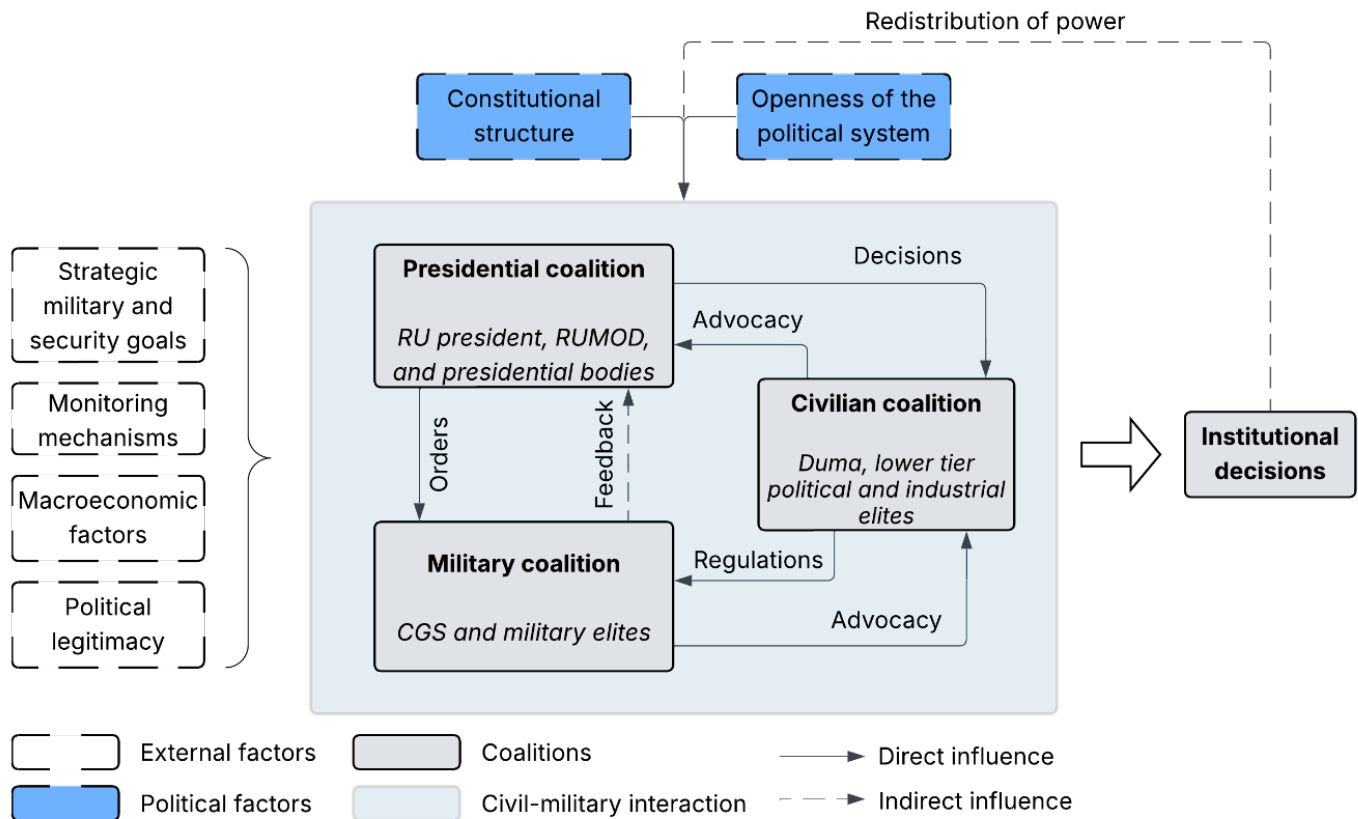 Redistribution of power
Constitutional
structure
Openness of the
political system
Strategic
military and
security goals
Monitoring
mechanisms
Macroeconomic
factors
Political
legitimacy
Presidential coalition
RU president, RUMOD,
and presidential bodies
Decisions
Advocacy
Orders
Feedback
Civilian coalition
Duma, lower tier
political and industrial
elites
Military coalition
CGS and military elites
Regulations
Advocacy
Institutional
decisions
External factors
Coalitions
Direct influence
Political factors
Civil-military interaction
Indirect influence